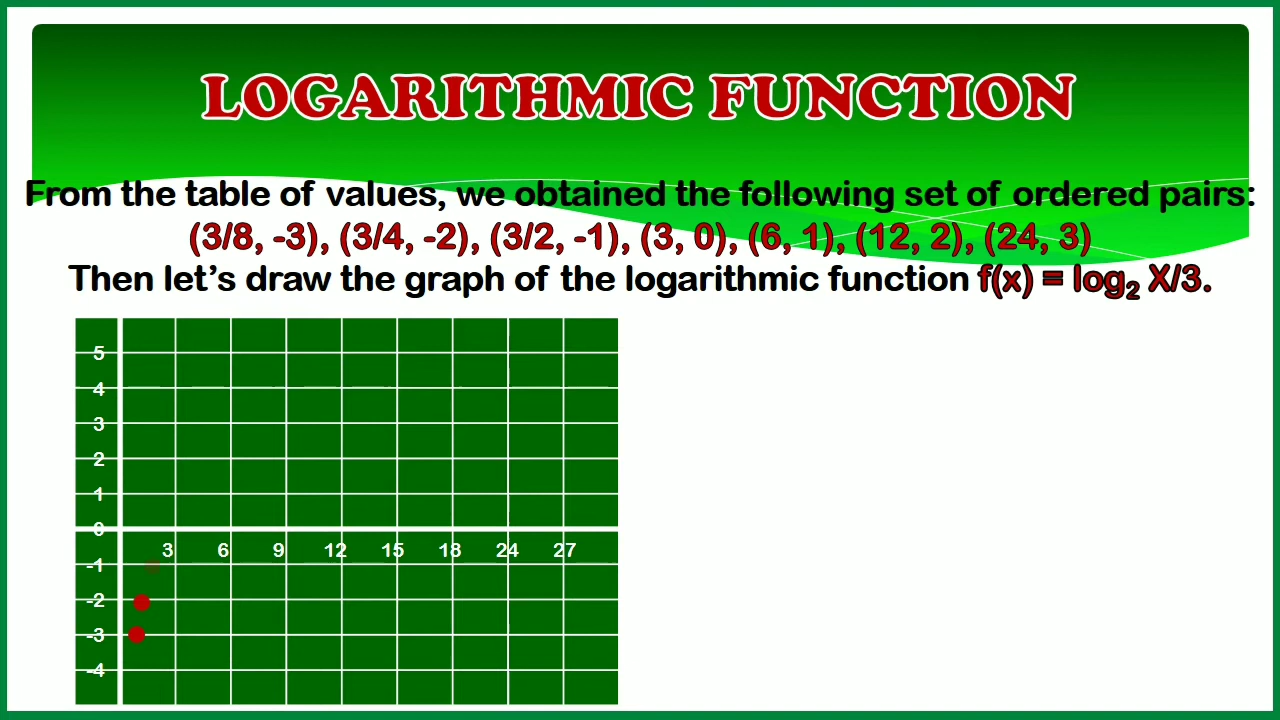 LOGARITHMIC FUNCTION
From the table of values, we obtained the following set of ordered pairs:
(3/8, -3), (3/4, -2), (3/2, -1), (3, 0), (6, 1), (12, 2), (24, 3)
Then let’s draw the graph of the logarithmic function f(x) = log₂ X/3.
5
4
3
2
1
0
3 6 9 12 15 18 24 27
-1
-2
-3
-4